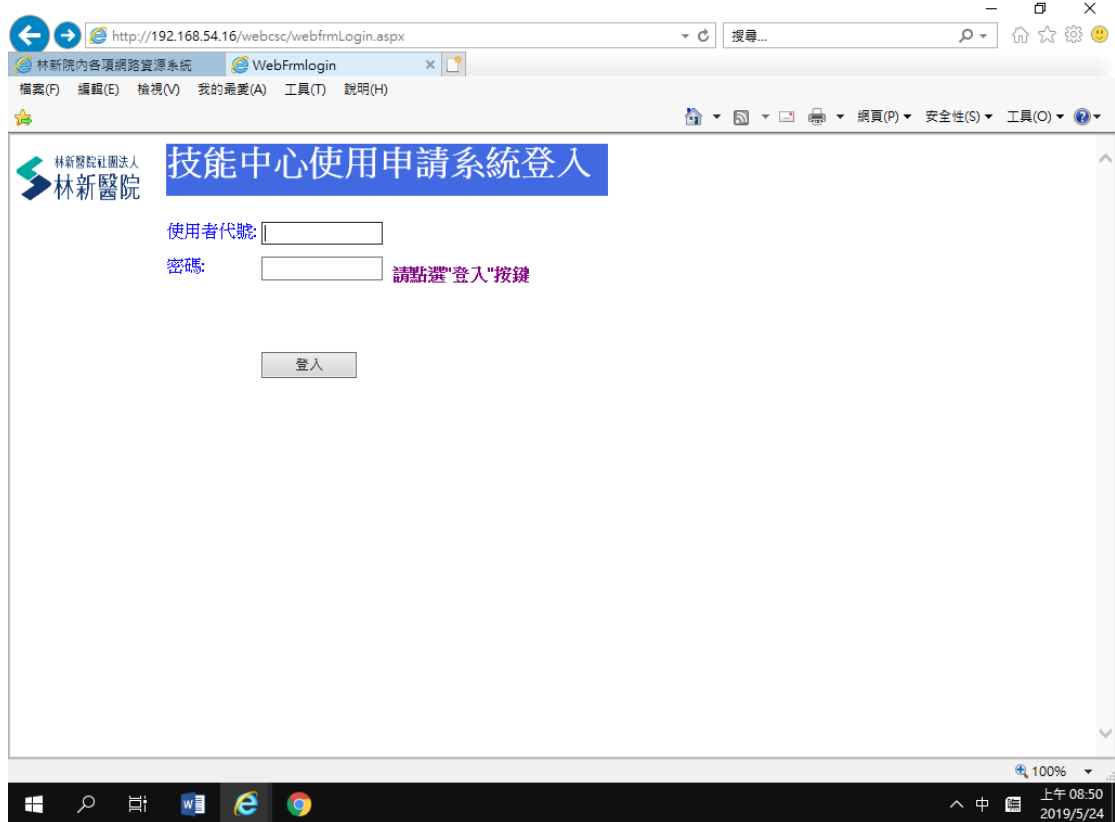 http://192.168.54.16/webcsc/webfrmLogin.aspx 搜尋...
林新院內各項網路資源系統 WebFrmlogin
檔案(F) 編輯(E) 檢視(V) 我的最愛(A) 工具(T) 說明(H)
網頁(P) 安全性(S) 工具(O)
林新醫院社團法人
林新醫院
技能中心使用申請系統登入
使用者代號:
密碼:
請點選"登入"按鍵
登入
100%
中
上午 08:50
2019/5/24